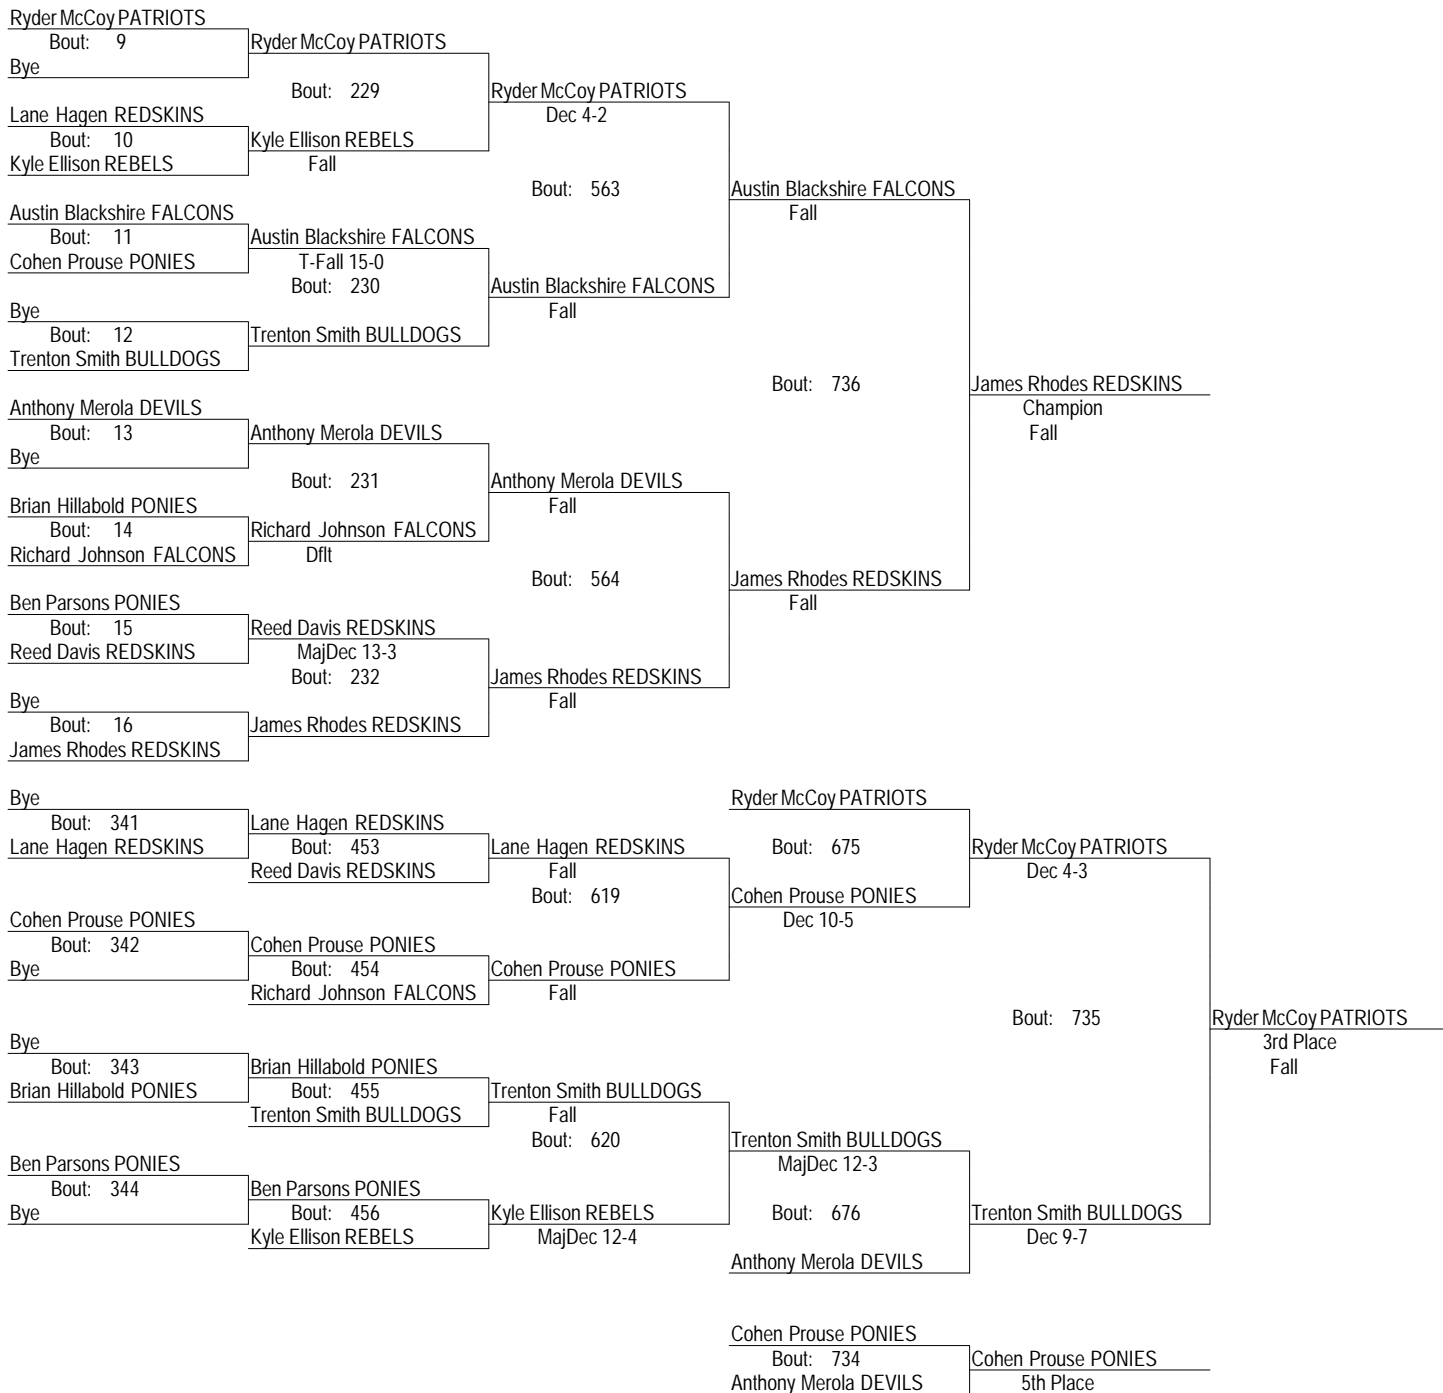 Ryder McCoy PATRIOTS
Bout: 9 Ryder McCoy PATRIOTS
Bye
Bout: 229 Ryder McCoy PATRIOTS
Lane Hagen REDSKINS Dec 4-2
Bout: 10 Kyle Ellison REBELS
Kyle Ellison REBELS Fall
Bout: 563 Austin Blackshire FALCONS
Austin Blackshire FALCONS Fall
Bout: 11 Austin Blackshire FALCONS
Cohen Prouse PONIES T-Fall 15-0
Bout: 230 Austin Blackshire FALCONS
Bye Fall
Bout: 12 Trenton Smith BULLDOGS
Trenton Smith BULLDOGS
Bout: 736 James Rhodes REDSKINS
Anthony Merola DEVILS Champion
Bout: 13 Anthony Merola DEVILS Fall
Bye
Bout: 231 Anthony Merola DEVILS
Brian Hillabold PONIES Fall
Bout: 14 Richard Johnson FALCONS
Richard Johnson FALCONS Dflt
Bout: 564 James Rhodes REDSKINS
Ben Parsons PONIES Fall
Bout: 15 Reed Davis REDSKINS
Reed Davis REDSKINS MajDec 13-3
Bout: 232 James Rhodes REDSKINS
Bye Fall
Bout: 16 James Rhodes REDSKINS
James Rhodes REDSKINS
Bye Ryder McCoy PATRIOTS
Bout: 341 Lane Hagen REDSKINS
Lane Hagen REDSKINS Bout: 453 Lane Hagen REDSKINS Bout: 675 Ryder McCoy PATRIOTS
Reed Davis REDSKINS Fall Dec 4-3
Bout: 619 Cohen Prouse PONIES
Cohen Prouse PONIES Dec 10-5
Bout: 342 Cohen Prouse PONIES
Bye Bout: 454 Cohen Prouse PONIES
Richard Johnson FALCONS Fall
Bout: 735 Ryder McCoy PATRIOTS
Bye 3rd Place
Bout: 343 Brian Hillabold PONIES Fall
Brian Hillabold PONIES Bout: 455 Trenton Smith BULLDOGS
Trenton Smith BULLDOGS Fall
Bout: 620 Trenton Smith BULLDOGS
Ben Parsons PONIES MajDec 12-3
Bout: 344 Ben Parsons PONIES
Bye Bout: 456 Kyle Ellison REBELS Bout: 676 Trenton Smith BULLDOGS
Kyle Ellison REBELS MajDec 12-4 Dec 9-7
Anthony Merola DEVILS
Cohen Prouse PONIES
Bout: 734 Cohen Prouse PONIES
Anthony Merola DEVILS 5th Place